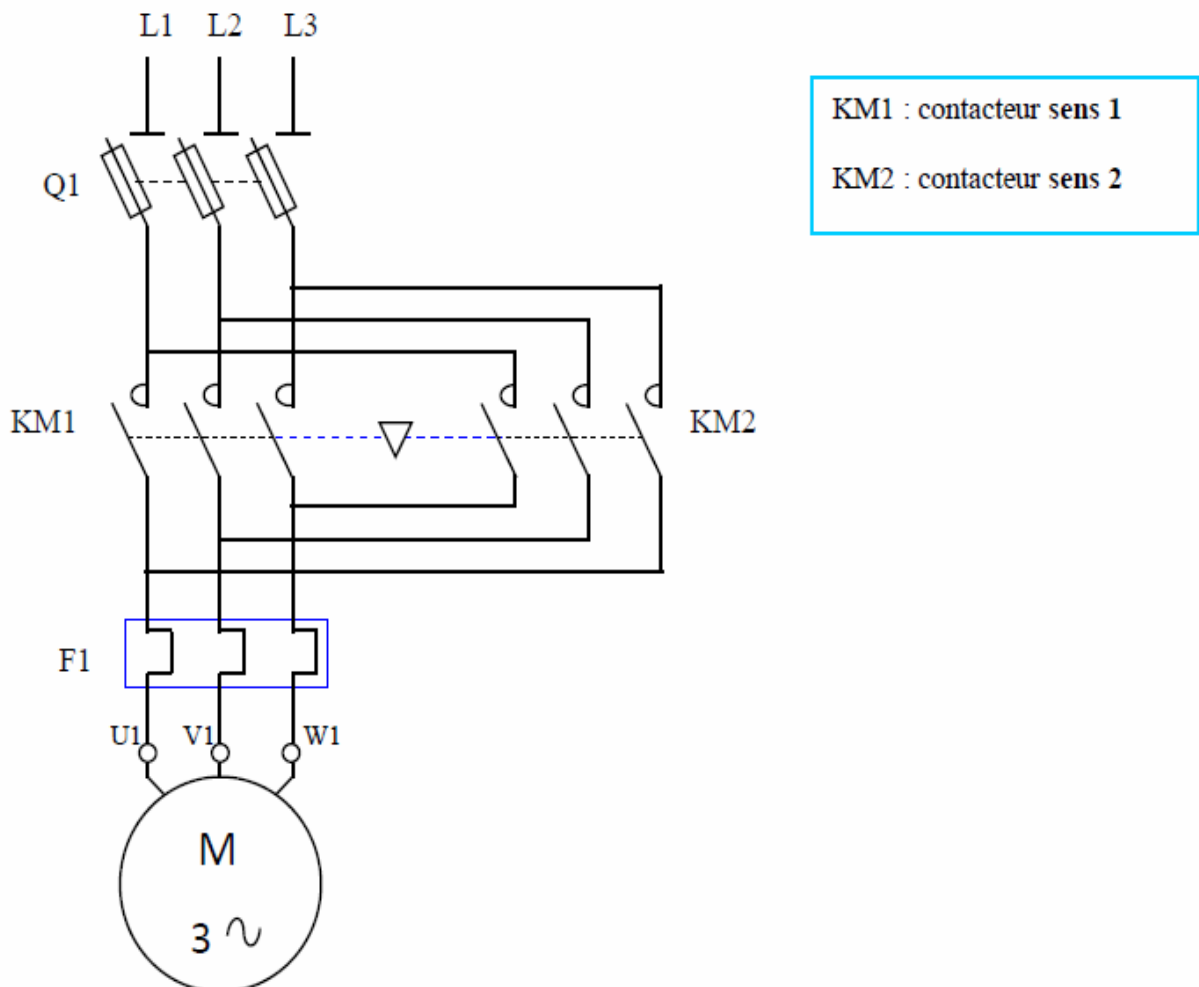 L1 L2 L3
KM1 : contacteur sens 1
KM2 : contacteur sens 2
Q1
KM1
KM2
F1
U1 V1 W1
M
3 ∿